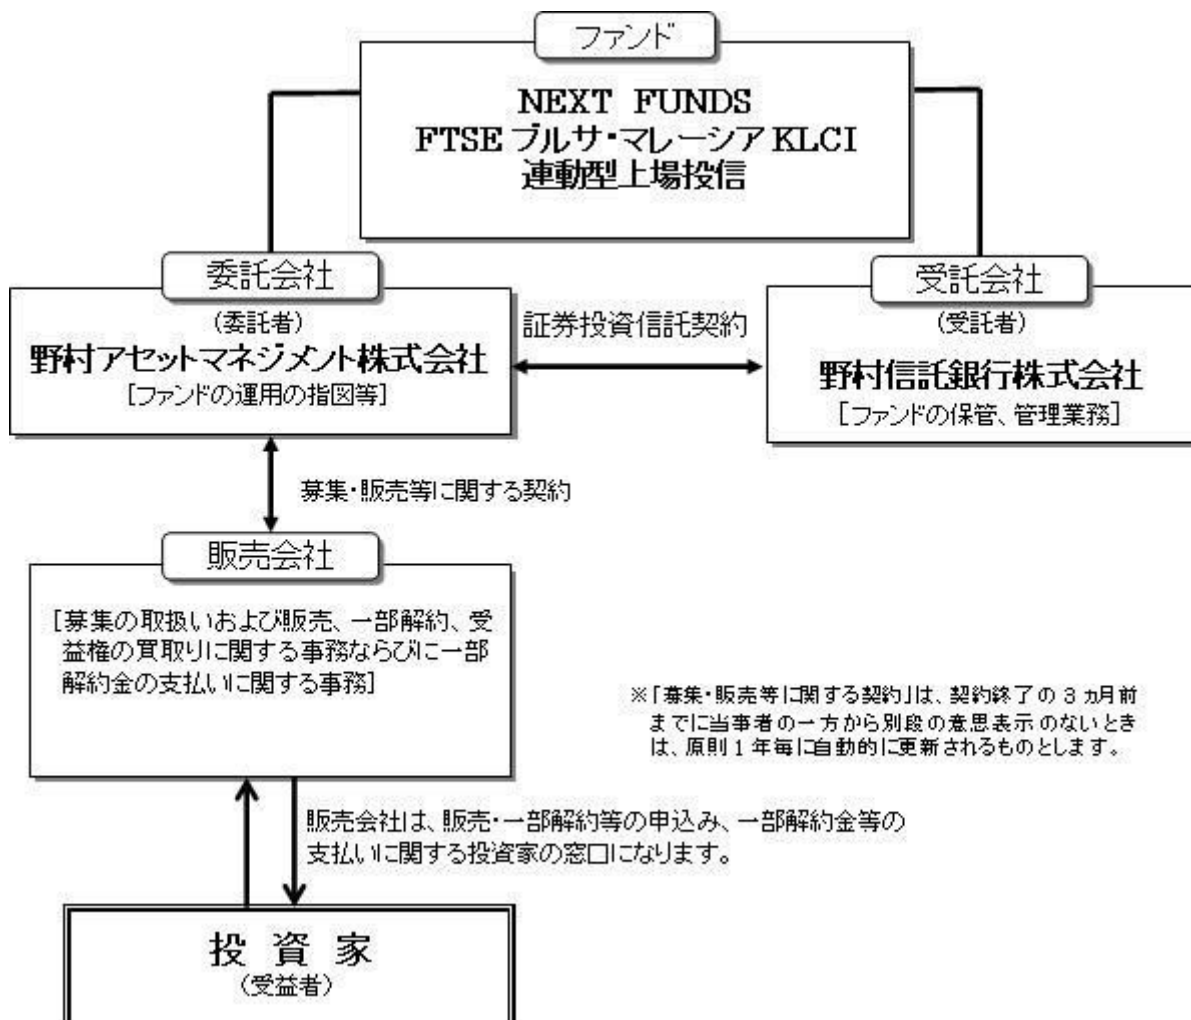 ファンド
NEXT FUNDS
FTSEブルサ・マレーシアKLCI
連動型上場投信
委託会社
(委託者)
野村アセットマネジメント株式会社
[ファンドの運用の指図等]
証券投資信託契約
受託会社
(受託者)
野村信託銀行株式会社
[ファンドの保管、管理業務]
募集・販売等に関する契約
販売会社
[募集の取扱いおよび販売、一部解約、受
益権の買取りに関する事務ならびに一部
解約金の支払いに関する事務]
※「募集・販売等に関する契約」は、契約終了の3ヵ月前
までに当事者の一方から別段の意思表示のないとき
は、原則1年毎に自動的に更新されるものとします。
販売会社は、販売・一部解約等の申込み、一部解約金等の
支払いに関する投資家の窓口になります。
投 資 家
(受益者)